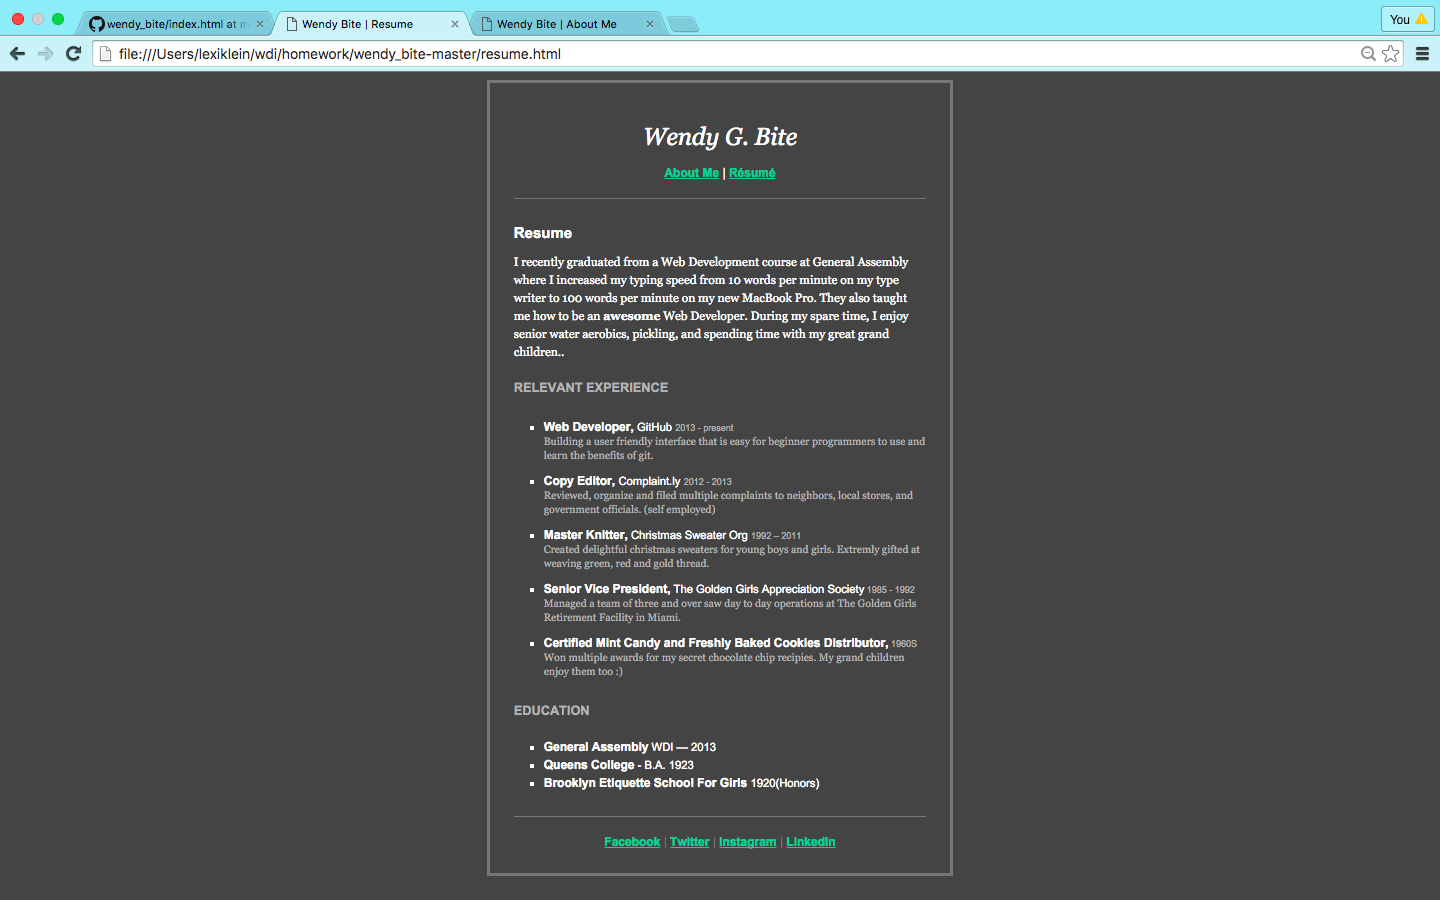 wendy_bite/index.html at m
Wendy Bite | Resume
Wendy Bite | About Me
You
file:///Users/lexiklein/wdi/homework/wendy_bite-master/resume.html
Wendy G. Bite
About Me | Résumé
Resume
I recently graduated from a Web Development course at General Assembly
where I increased my typing speed from 10 words per minute on my type
writer to 100 words per minute on my new MacBook Pro. They also taught
me how to be an awesome Web Developer. During my spare time, I enjoy
senior water aerobics, pickling, and spending time with my great grand
children..
RELEVANT EXPERIENCE
Web Developer, GitHub 2013 - present
Building a user friendly interface that is easy for beginner programmers to use and
learn the benefits of git.
Copy Editor, Complaint.ly 2012 - 2013
Reviewed, organize and filed multiple complaints to neighbors, local stores, and
government officials. (self employed)
Master Knitter, Christmas Sweater Org 1992 – 2011
Created delightful christmas sweaters for young boys and girls. Extremly gifted at
weaving green, red and gold thread.
Senior Vice President, The Golden Girls Appreciation Society 1985 - 1992
Managed a team of three and over saw day to day operations at The Golden Girls
Retirement Facility in Miami.
Certified Mint Candy and Freshly Baked Cookies Distributor, 1960S
Won multiple awards for my secret chocolate chip recipies. My grand children
enjoy them too :)
EDUCATION
General Assembly WDI — 2013
Queens College - B.A. 1923
Brooklyn Etiquette School For Girls 1920(Honors)
Facebook | Twitter | Instagram | LinkedIn